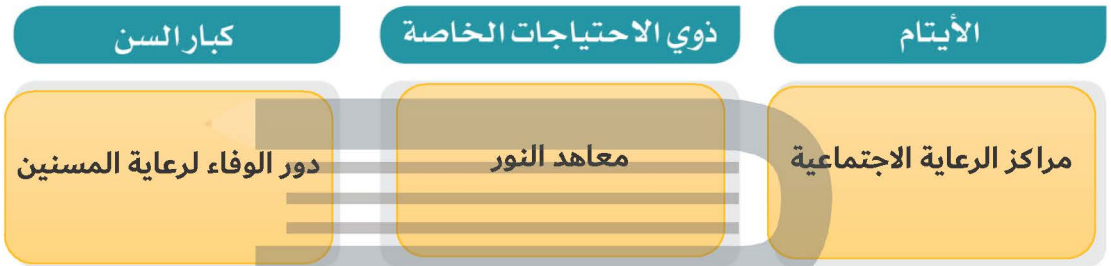 الأيتام
ذوي الاحتياجات الخاصة
كبار السن
مراكز الرعاية الاجتماعية
معاهد النور
دور الوفاء لرعاية المسنين